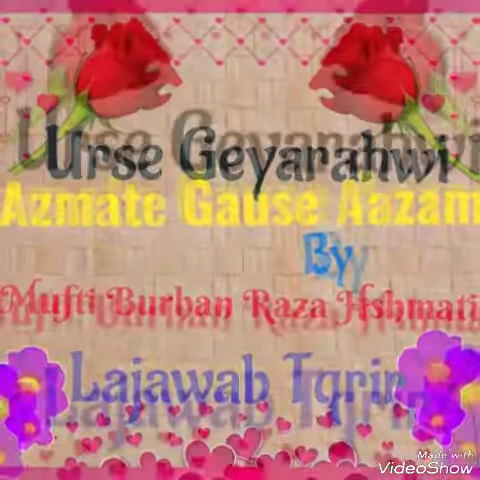 Urse Geyarahwi
Azmate Gause Aazam
By
Mufti Burhan Raza Hshmati
Lajawab Tqrir
Made with
VideoShow